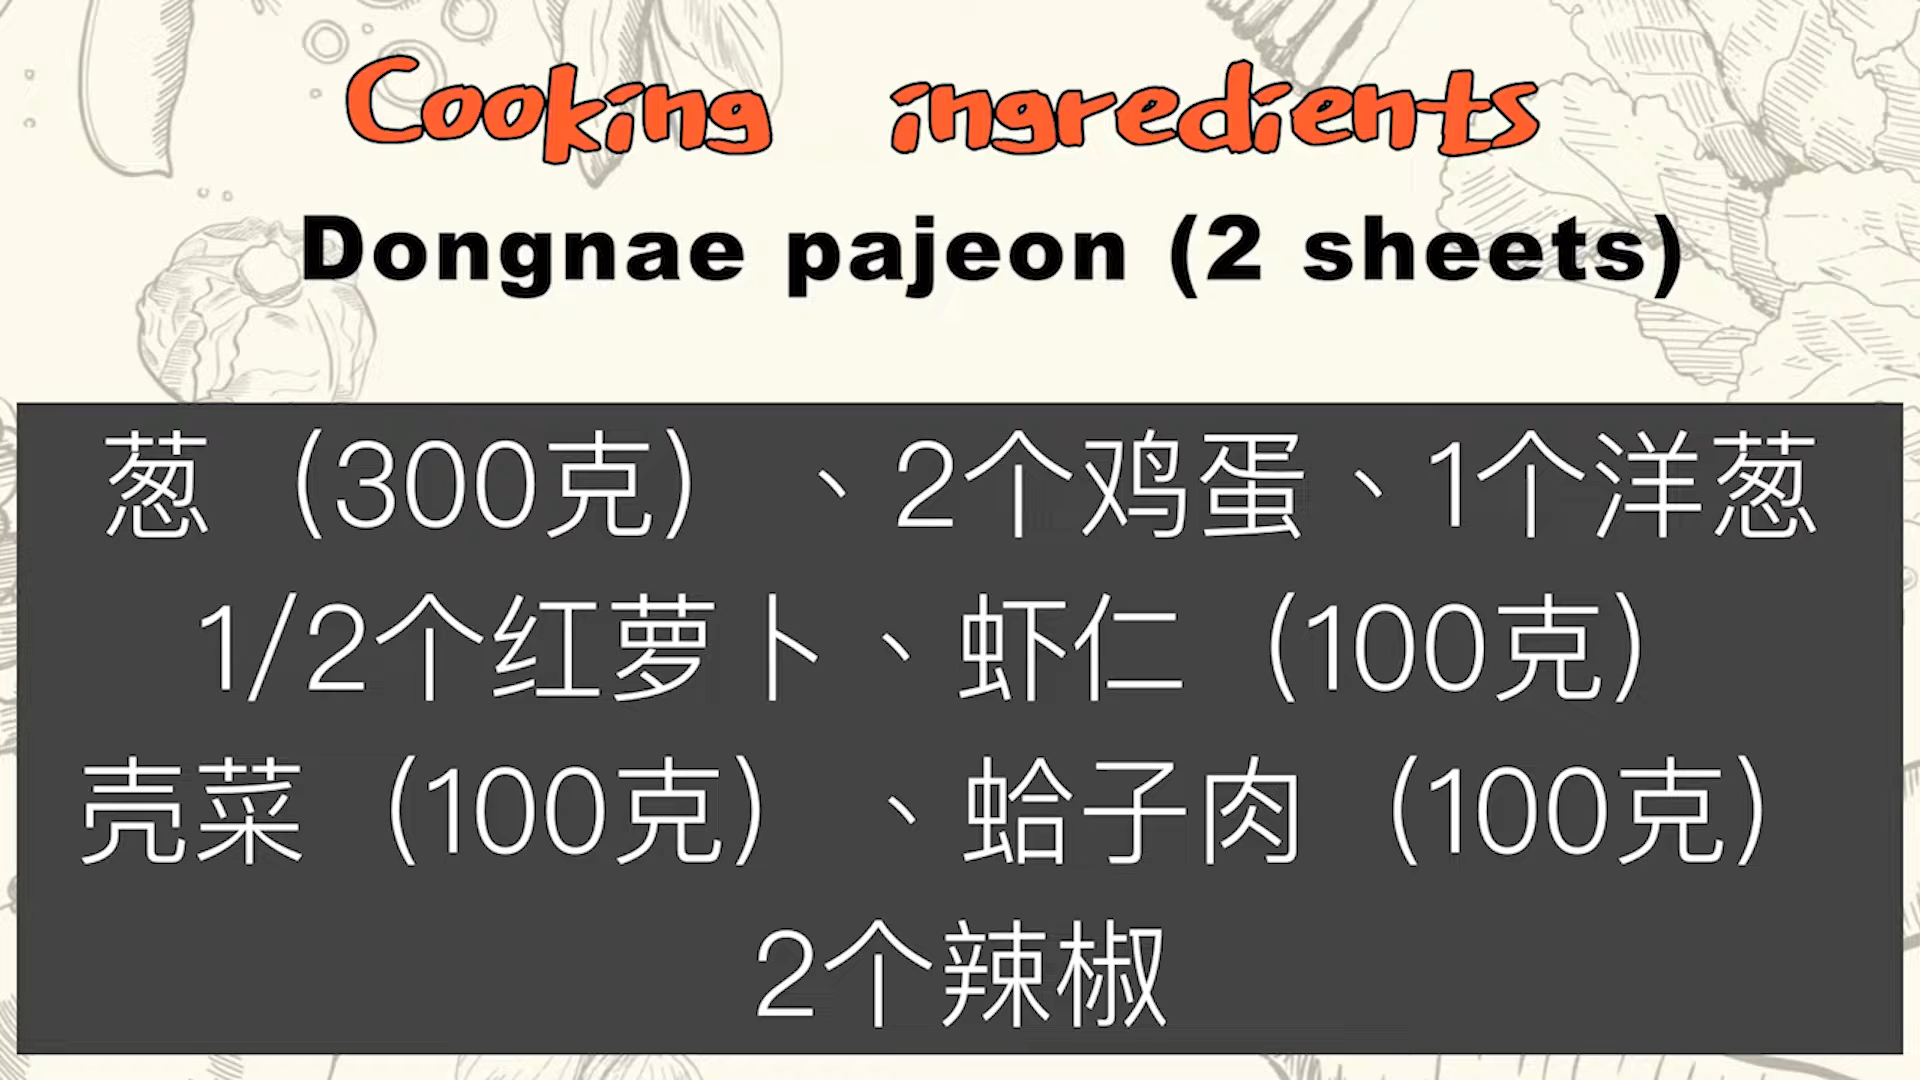 Cooking ingredients
Dongnae pajeon (2 sheets)
葱（300克）、2个鸡蛋、1个洋葱
1/2个红萝卜、虾仁（100克）
壳菜（100克）、蛤子肉（100克）
2个辣椒